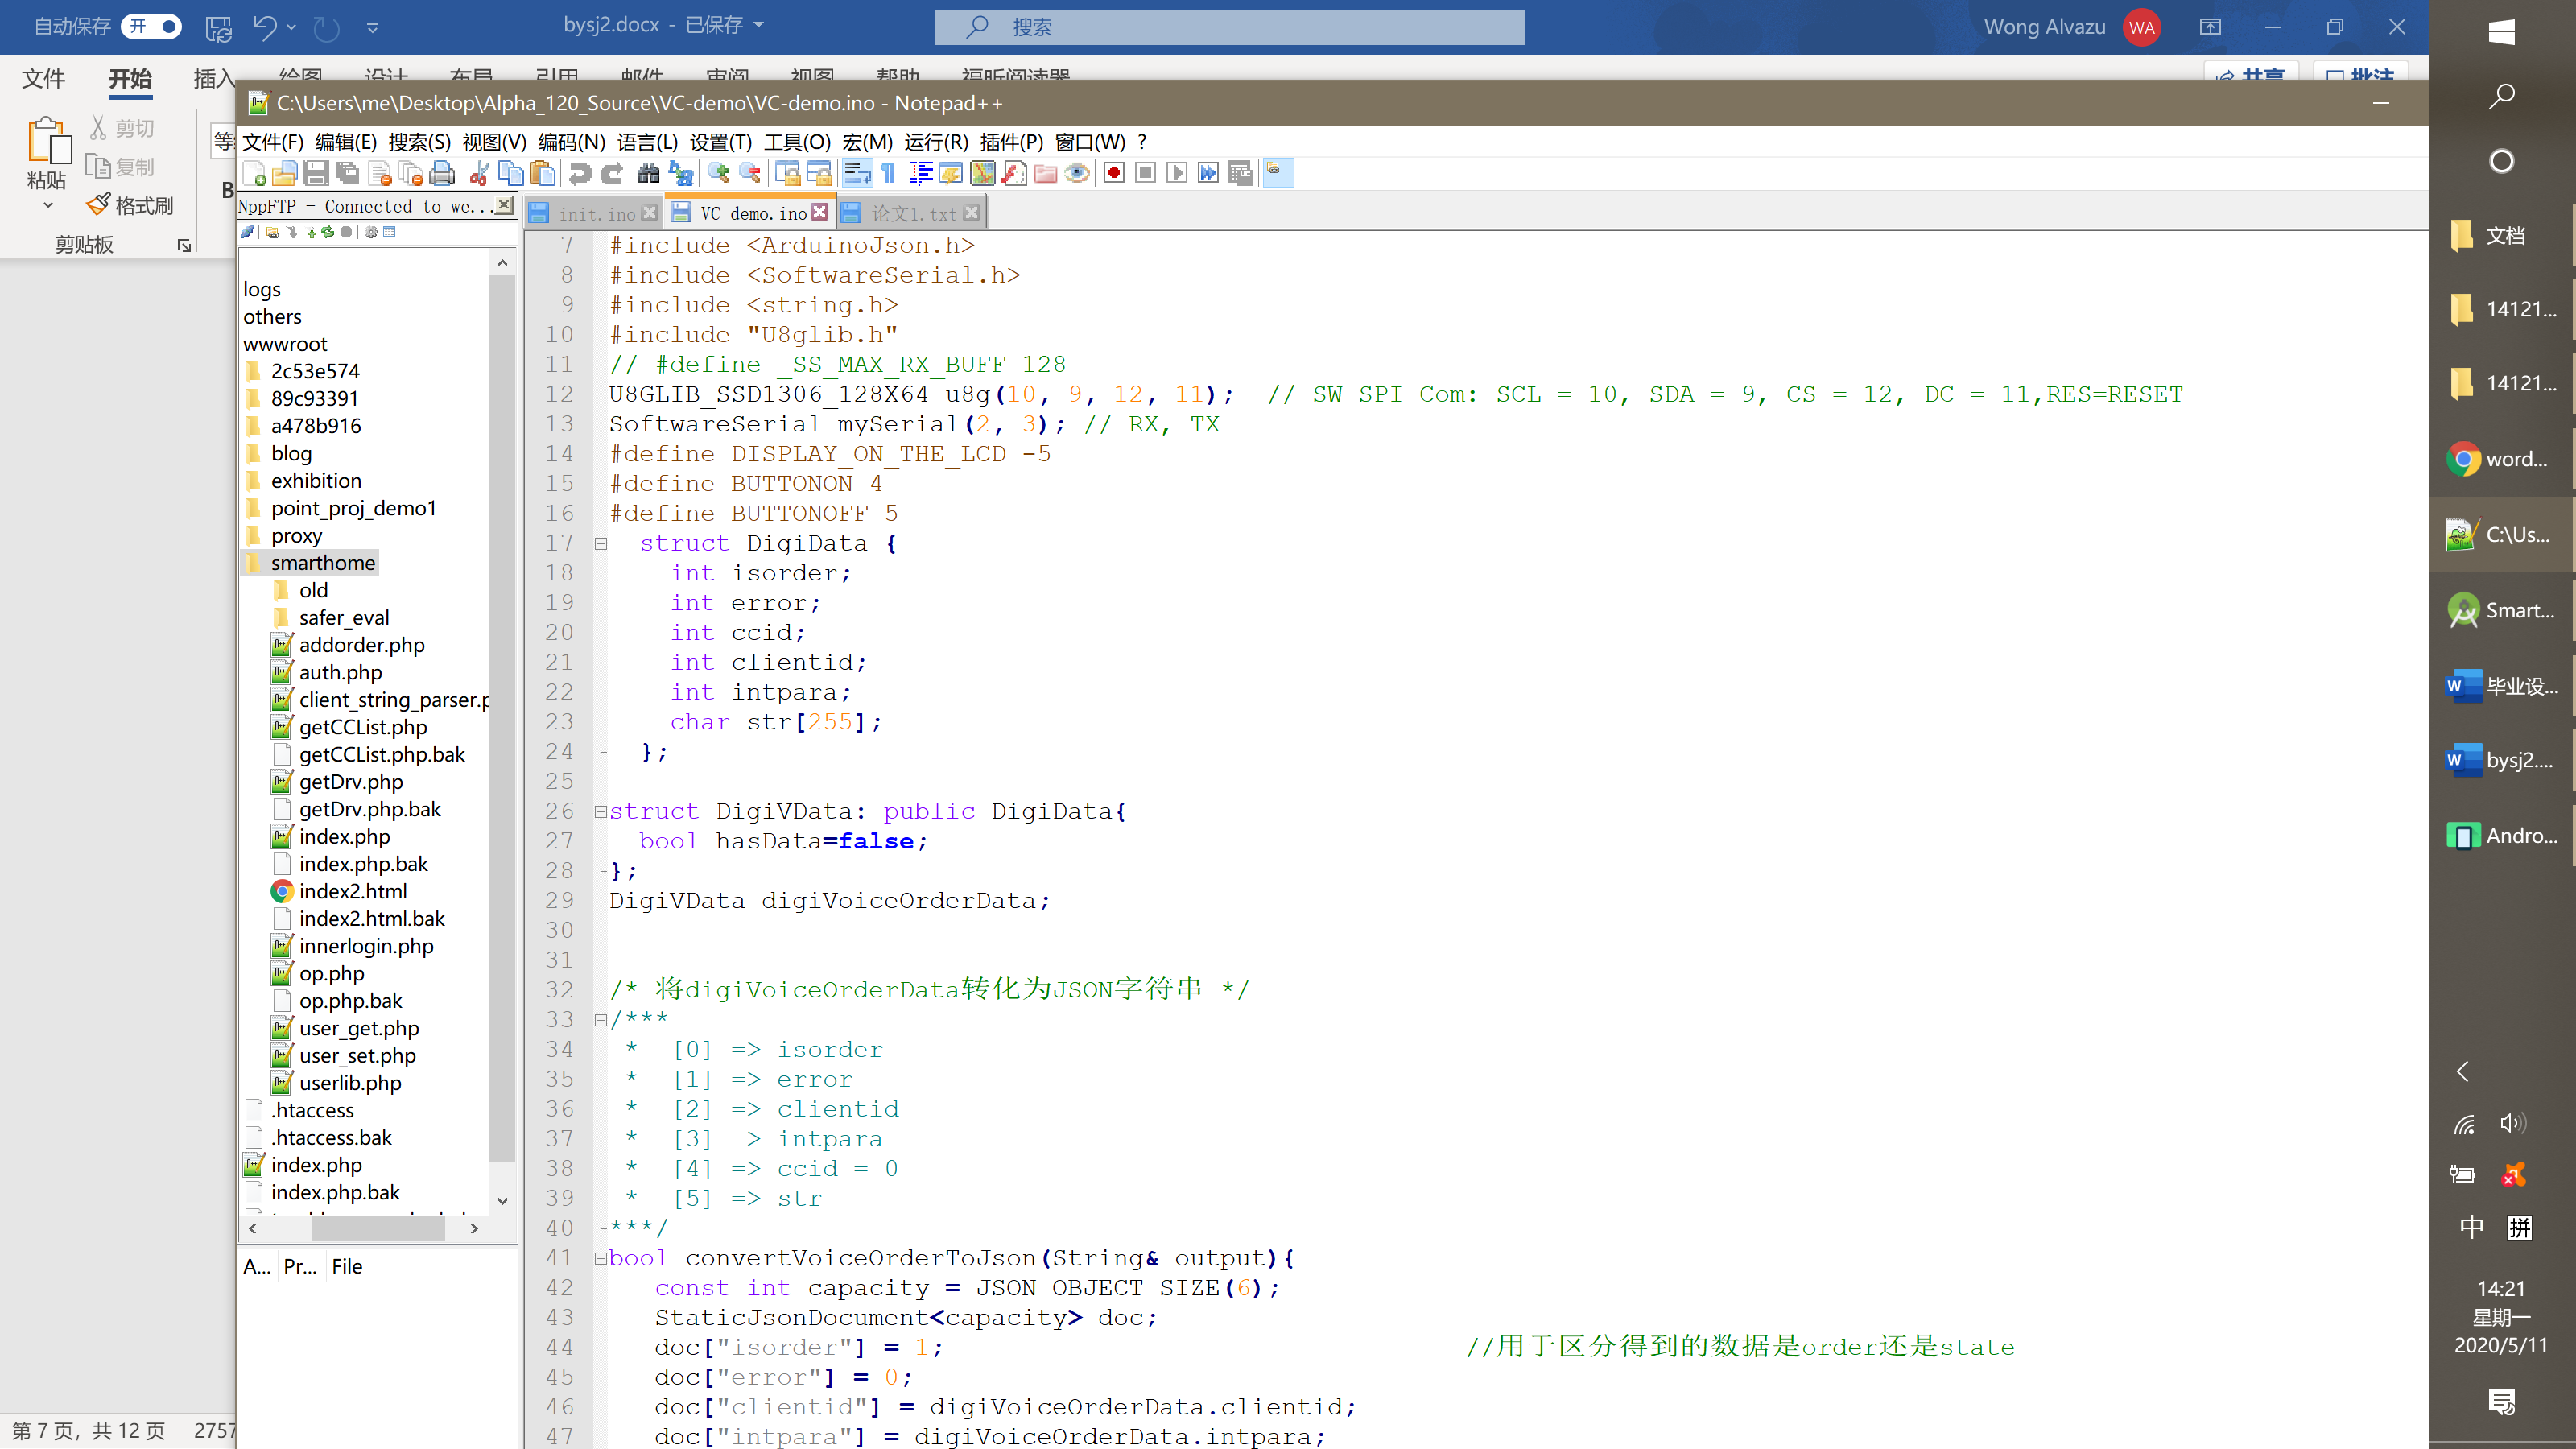 自动保存 开 bysj2.docx - 已保存 搜索 Wong Alvazu WA
文件 开始 插入 绘图 设计 布局 引用 邮件 审阅 视图 帮助 福昕阅读器 共享 批注
粘贴 剪切
复制
格式刷
剪贴板
B
C:\Users\me\Desktop\Alpha_120_Source\VC-demo\VC-demo.ino - Notepad++
文件(F) 编辑(E) 搜索(S) 视图(V) 编码(N) 语言(L) 设置(T) 工具(O) 宏(M) 运行(R) 插件(P) 窗口(W) ?
NppFTP - Connected to we...
init.ino VC-demo.ino 论文1.txt
logs
others
wwwroot
2c53e574
89c93391
a478b916
blog
exhibition
point_proj_demo1
proxy
smarthome
old
safer_eval
addorder.php
auth.php
client_string_parser.p
getCCList.php
getCCList.php.bak
getDrv.php
getDrv.php.bak
index.php
index.php.bak
index2.html
index2.html.bak
innerlogin.php
op.php
op.php.bak
user_get.php
user_set.php
userlib.php
.htaccess
.htaccess.bak
index.php
index.php.bak
A... Pr... File
7 #include <ArduinoJson.h>
8 #include <SoftwareSerial.h>
9 #include <string.h>
10 #include "U8glib.h"
11 // #define _SS_MAX_RX_BUFF 128
12 U8GLIB_SSD1306_128X64 u8g(10, 9, 12, 11); // SW SPI Com: SCL = 10, SDA = 9, CS = 12, DC = 11,RES=RESET
13 SoftwareSerial mySerial(2, 3); // RX, TX
14 #define DISPLAY_ON_THE_LCD -5
15 #define BUTTONON 4
16 #define BUTTONOFF 5
17 struct DigiData {
18 int isorder;
19 int error;
20 int ccid;
21 int clientid;
22 int intpara;
23 char str[255];
24 };
25
26 struct DigiVData: public DigiData{
27 bool hasData=false;
28 };
29 DigiVData digiVoiceOrderData;
30
31
32 /* 将digiVoiceOrderData转化为JSON字符串 */
33 /***
34 * [0] => isorder
35 * [1] => error
36 * [2] => clientid
37 * [3] => intpara
38 * [4] => ccid = 0
39 * [5] => str
40 ***/
41 bool convertVoiceOrderToJson(String& output){
42 const int capacity = JSON_OBJECT_SIZE(6);
43 StaticJsonDocument<capacity> doc;
44 doc["isorder"] = 1; //用于区分得到的数据是order还是state
45 doc["error"] = 0;
46 doc["clientid"] = digiVoiceOrderData.clientid;
47 doc["intpara"] = digiVoiceOrderData.intpara;
第 7 页，共 12 页 2757
文档
14121...
14121...
word...
C:\Us...
Smart...
毕业设...
bysj2....
Andro...
中 拼
14:21
星期一
2020/5/11